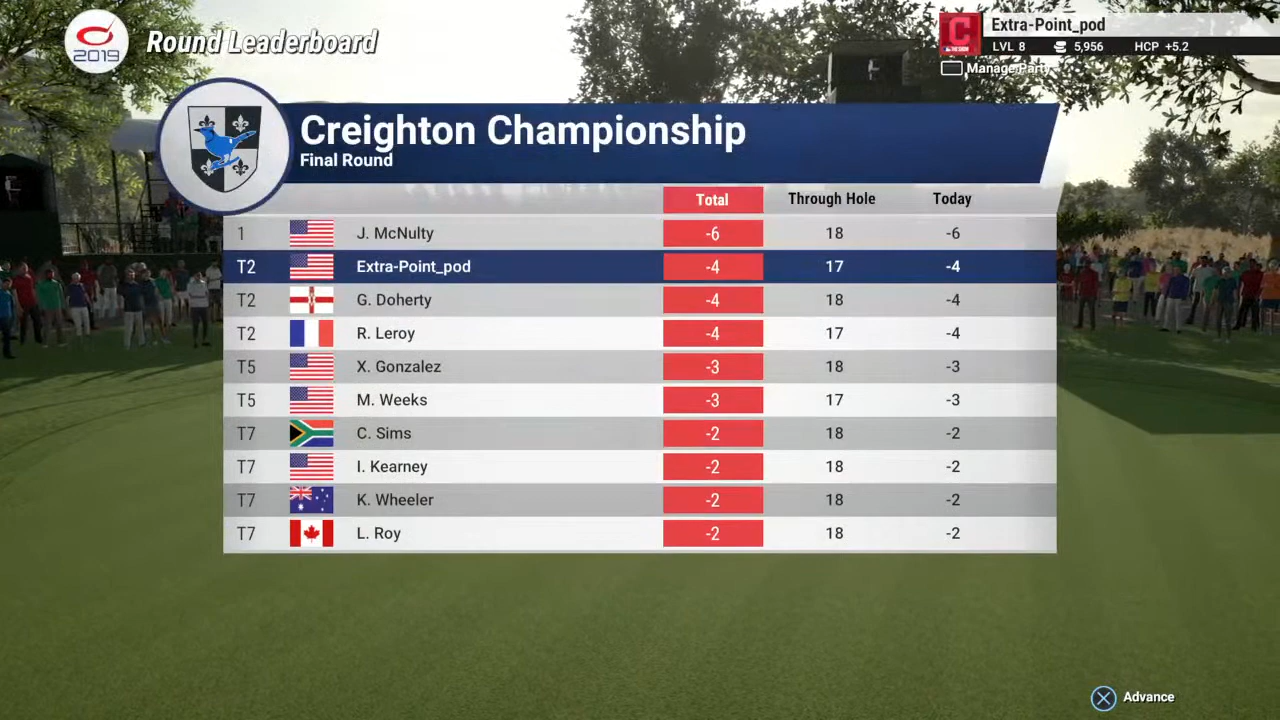 2019
Round Leaderboard
C
Extra-Point_pod
LVL 8 5,956 HCP +5.2
Manage Party
Creighton Championship
Final Round
Total Through Hole Today
1 J. McNulty -6 18 -6
T2 Extra-Point_pod -4 17 -4
T2 G. Doherty -4 18 -4
T2 R. Leroy -4 17 -4
T5 X. Gonzalez -3 18 -3
T5 M. Weeks -3 17 -3
T7 C. Sims -2 18 -2
T7 I. Kearney -2 18 -2
T7 K. Wheeler -2 18 -2
T7 L. Roy -2 18 -2
Advance